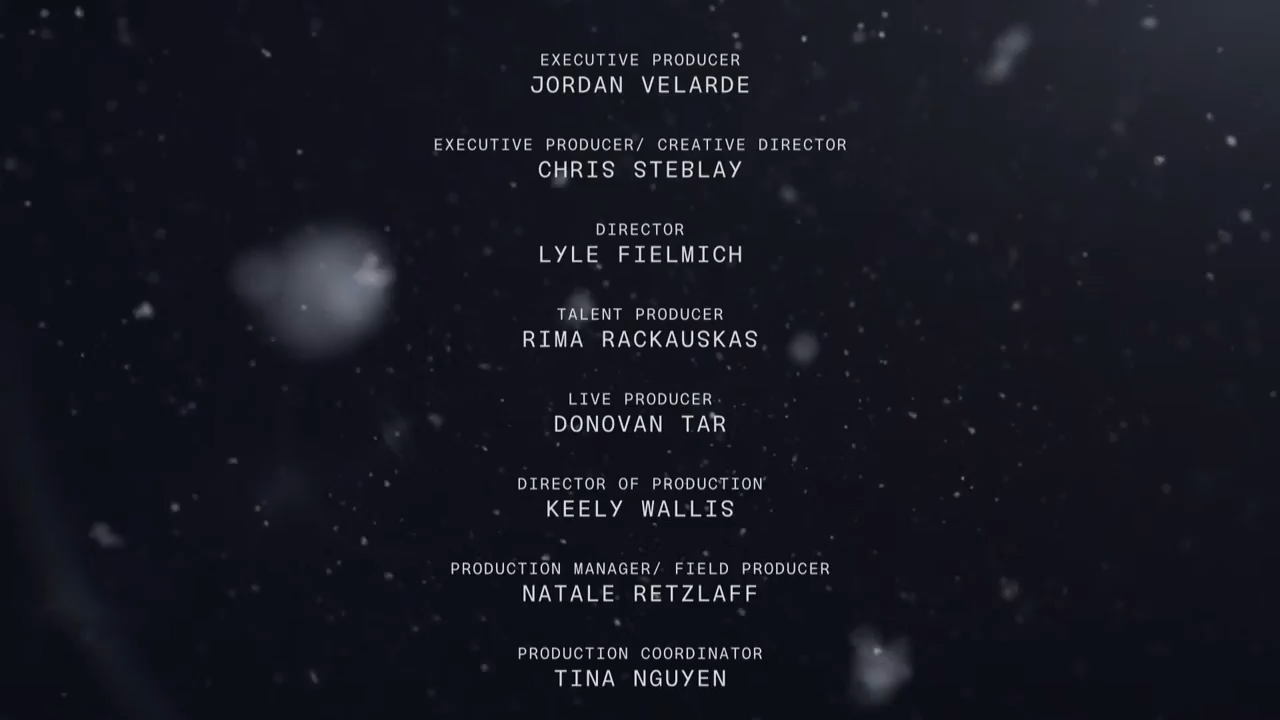 EXECUTIVE PRODUCER
JORDAN VELARDE
EXECUTIVE PRODUCER/ CREATIVE DIRECTOR
CHRIS STEBLAY
DIRECTOR
LYLE FIELMICH
TALENT PRODUCER
RIMA RACKAUSKAS
LIVE PRODUCER
DONOVAN TAR
DIRECTOR OF PRODUCTION
KEELY WALLIS
PRODUCTION MANAGER/ FIELD PRODUCER
NATALE RETZLAFF
PRODUCTION COORDINATOR
TINA NGUYEN